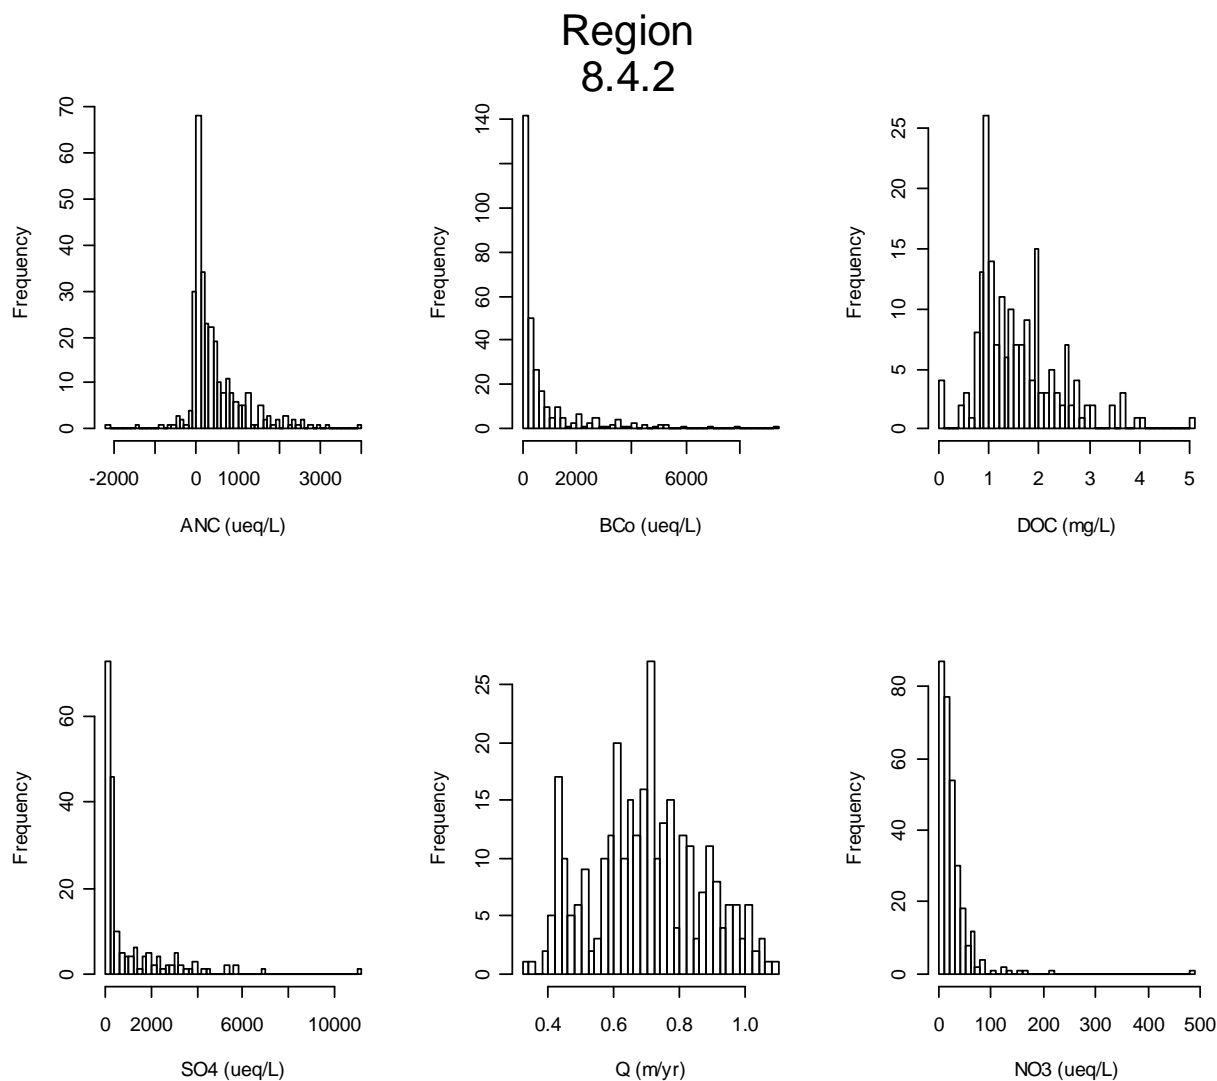 Region
8.4.2
Frequency
0 10 20 30 40 50 60 70
-2000 0 1000 3000
ANC (ueq/L)
Frequency
0 20 40 60 80 100 140
0 2000 6000
BCo (ueq/L)
Frequency
0 5 10 15 20 25
0 1 2 3 4 5
DOC (mg/L)
Frequency
0 20 40 60
0 2000 6000 10000
SO4 (ueq/L)
Frequency
0 5 10 15 20 25
0.4 0.6 0.8 1.0
Q (m/yr)
Frequency
0 20 40 60 80
0 100 200 300 400 500
NO3 (ueq/L)